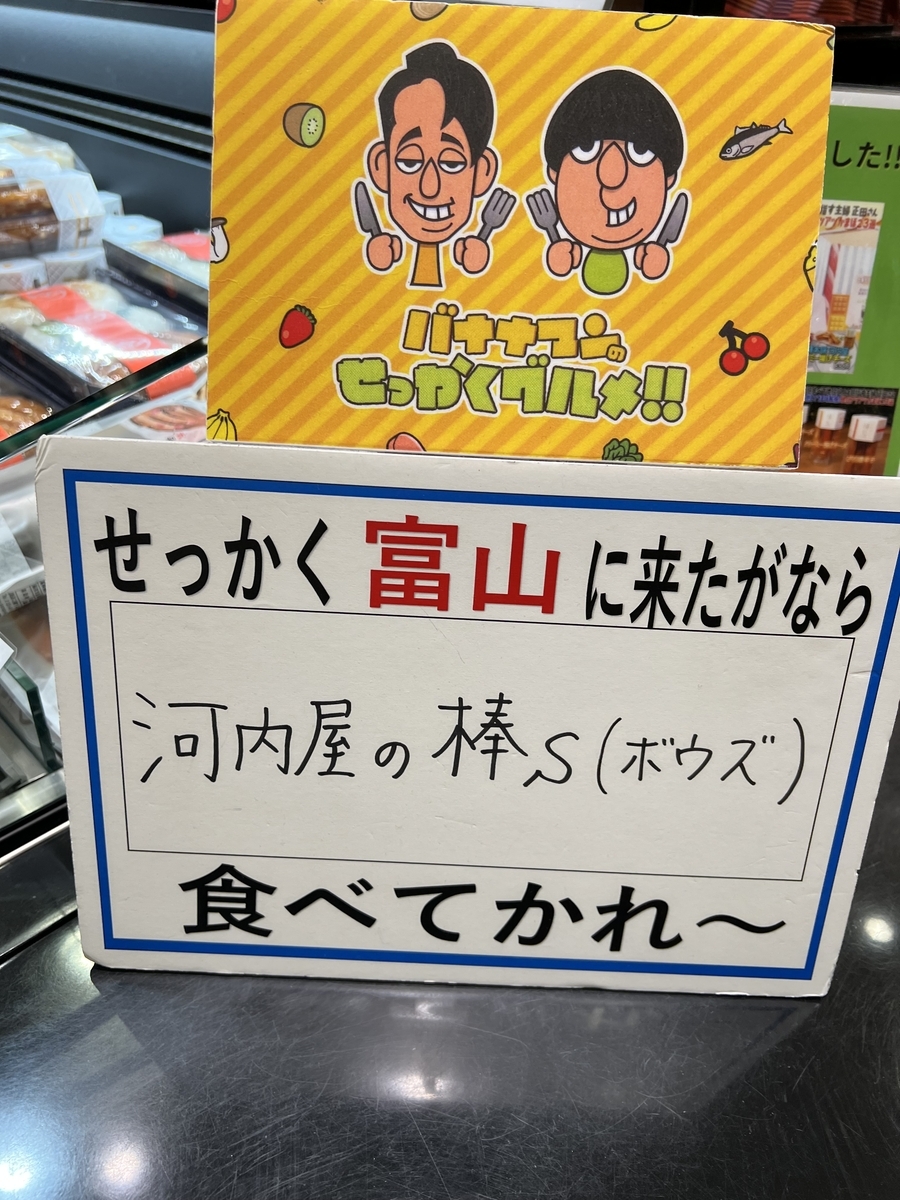 バナナマンの
せっかくグルメ!!
した!!
せっかく富山に来たがなら
河内屋の棒S(ボウズ)
食べてかれ〜